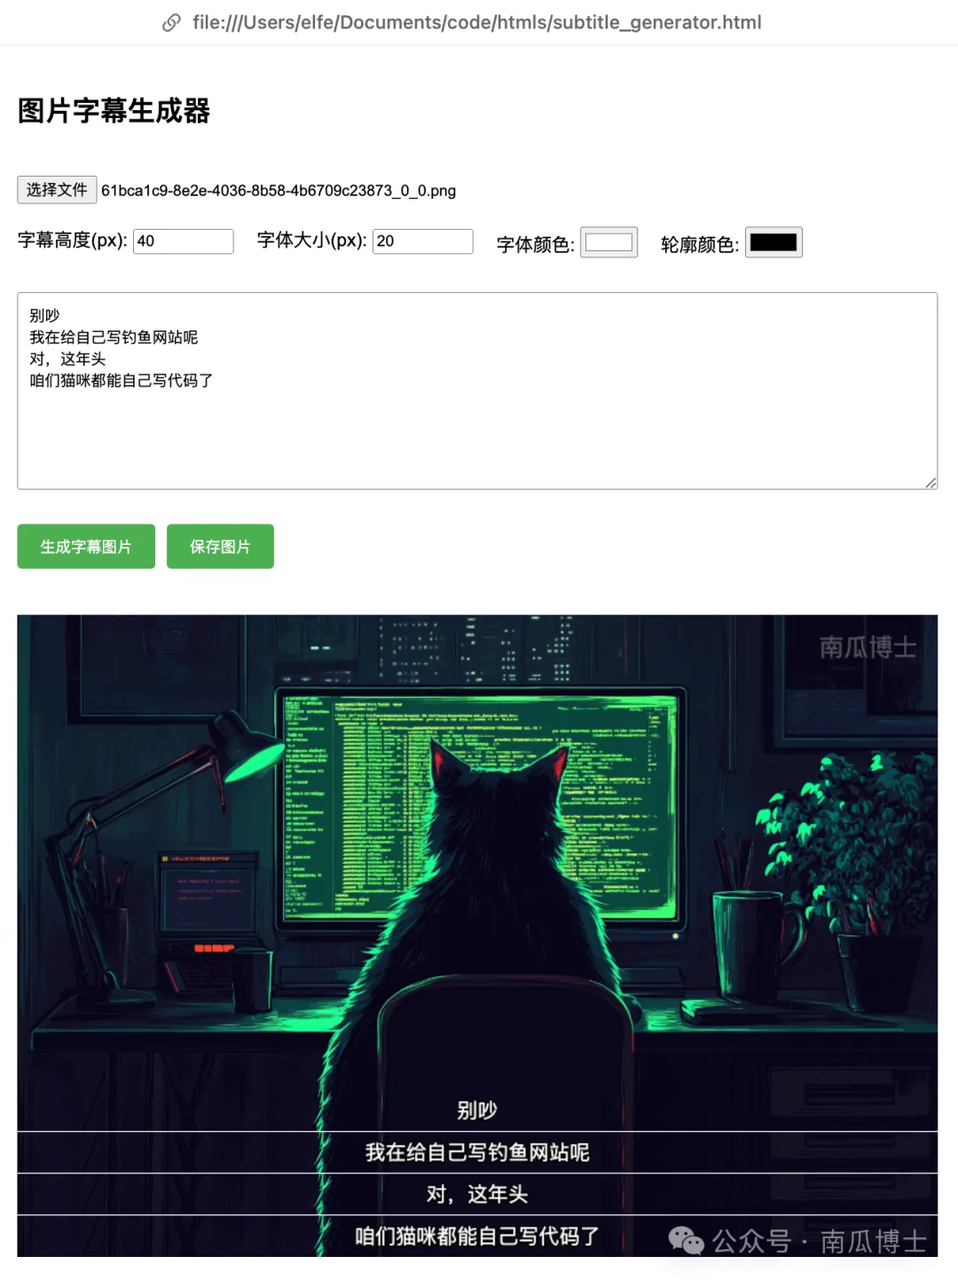 file:///Users/elfe/Documents/code/htmls/subtitle_generator.html
图片字幕生成器
选择文件 61bca1c9-8e2e-4036-8b58-4b6709c23873_0_0.png
字幕高度(px): 40 字体大小(px): 20 字体颜色: 轮廓颜色:
别吵
我在给自己写钓鱼网站呢
对，这年头
咱们猫咪都能自己写代码了
生成字幕图片 保存图片
南瓜博士
别吵
我在给自己写钓鱼网站呢
对，这年头
咱们猫咪都能自己写代码了
公众号 · 南瓜博士